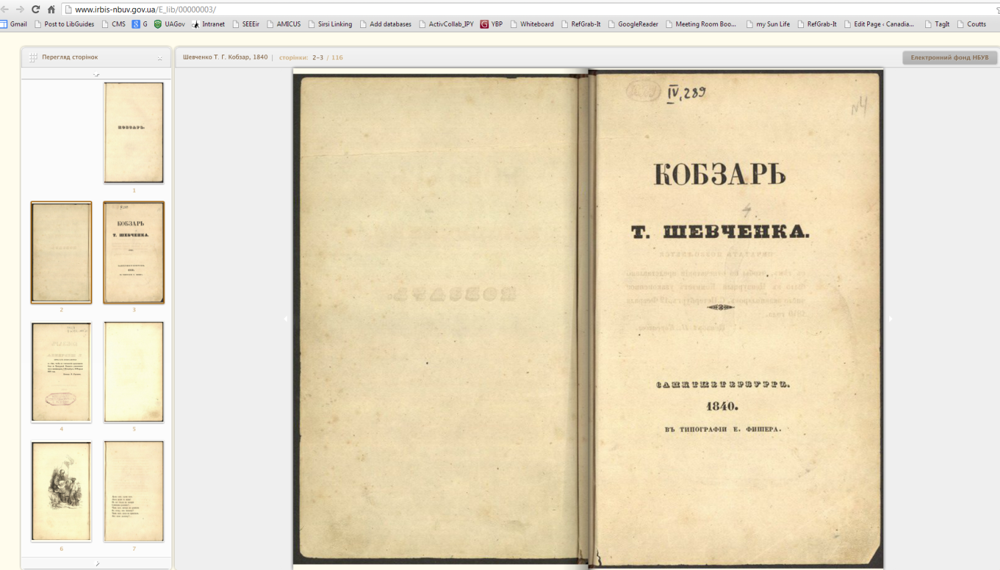 www.irbis-nbuv.gov.ua/E_lib/00000003/
Gmail Post to LibGuides CMS G UAGov Intranet SEEEir AMICUS Sirsi Linking Add databases ActivCollab_IPY YBP Whiteboard RefGrab-It GoogleReader Meeting Room Boo... my Sun Life RefGrab-It Edit Page ‹ Canadia... TagIt Coutts
Перегляд сторінок
Шевченко Т. Г. Кобзар, 1840 | сторінки: 2-3 / 116
Електронний фонд НБУВ
КОБЗАРЬ.
1
КОБЗАРЬ
Т. ШЕВЧЕНКА.
2 3
4 5
6 7
IV, 289
N4
КОБЗАРЬ
4.
Т. ШЕВЧЕНКА.
САНКТПЕТЕРБУРГЪ.
1840.
ВЪ ТИПОГРАФІИ Е. ФИШЕРА.